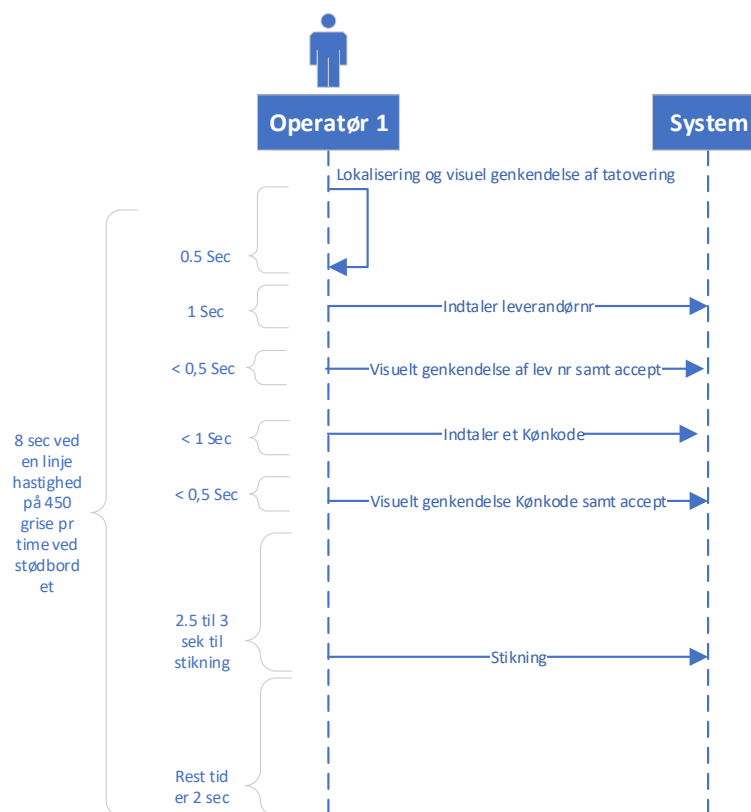 Operatør 1
System
Lokalisering og visuel genkendelse af tatovering
0.5 Sec
1 Sec
Indtaler leverandørnr
< 0,5 Sec
Visuelt genkendelse af lev nr samt accept
< 1 Sec
Indtaler et Kønkode
< 0,5 Sec
Visuelt genkendelse Kønkode samt accept
8 sec ved
en linje
hastighed
på 450
grise pr
time ved
stødbord
et
2.5 til 3
sek til
stikning
Stikning
Rest tid
er 2 sec